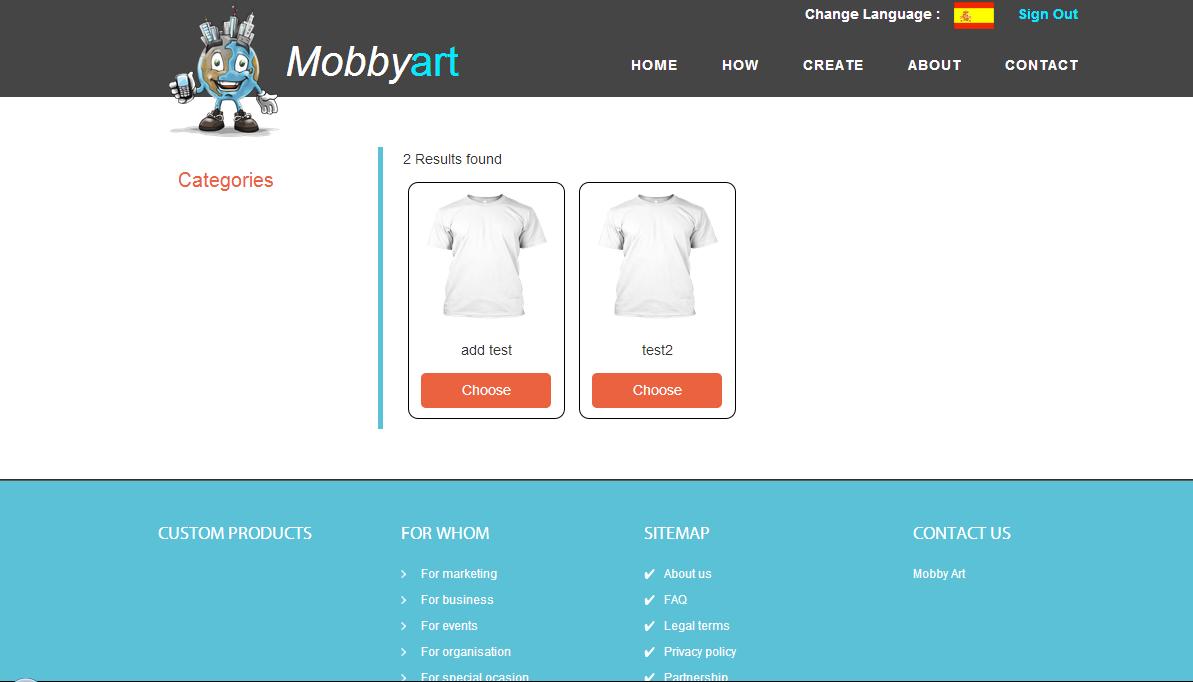 Change Language :
Sign Out
Mobbyart
HOME
HOW
CREATE
ABOUT
CONTACT
Categories
2 Results found
add test
test2
Choose
Choose
CUSTOM PRODUCTS
FOR WHOM
For marketing
For business
For events
For organisation
For special ocasion
SITEMAP
About us
FAQ
Legal terms
Privacy policy
Partnership
CONTACT US
Mobby Art